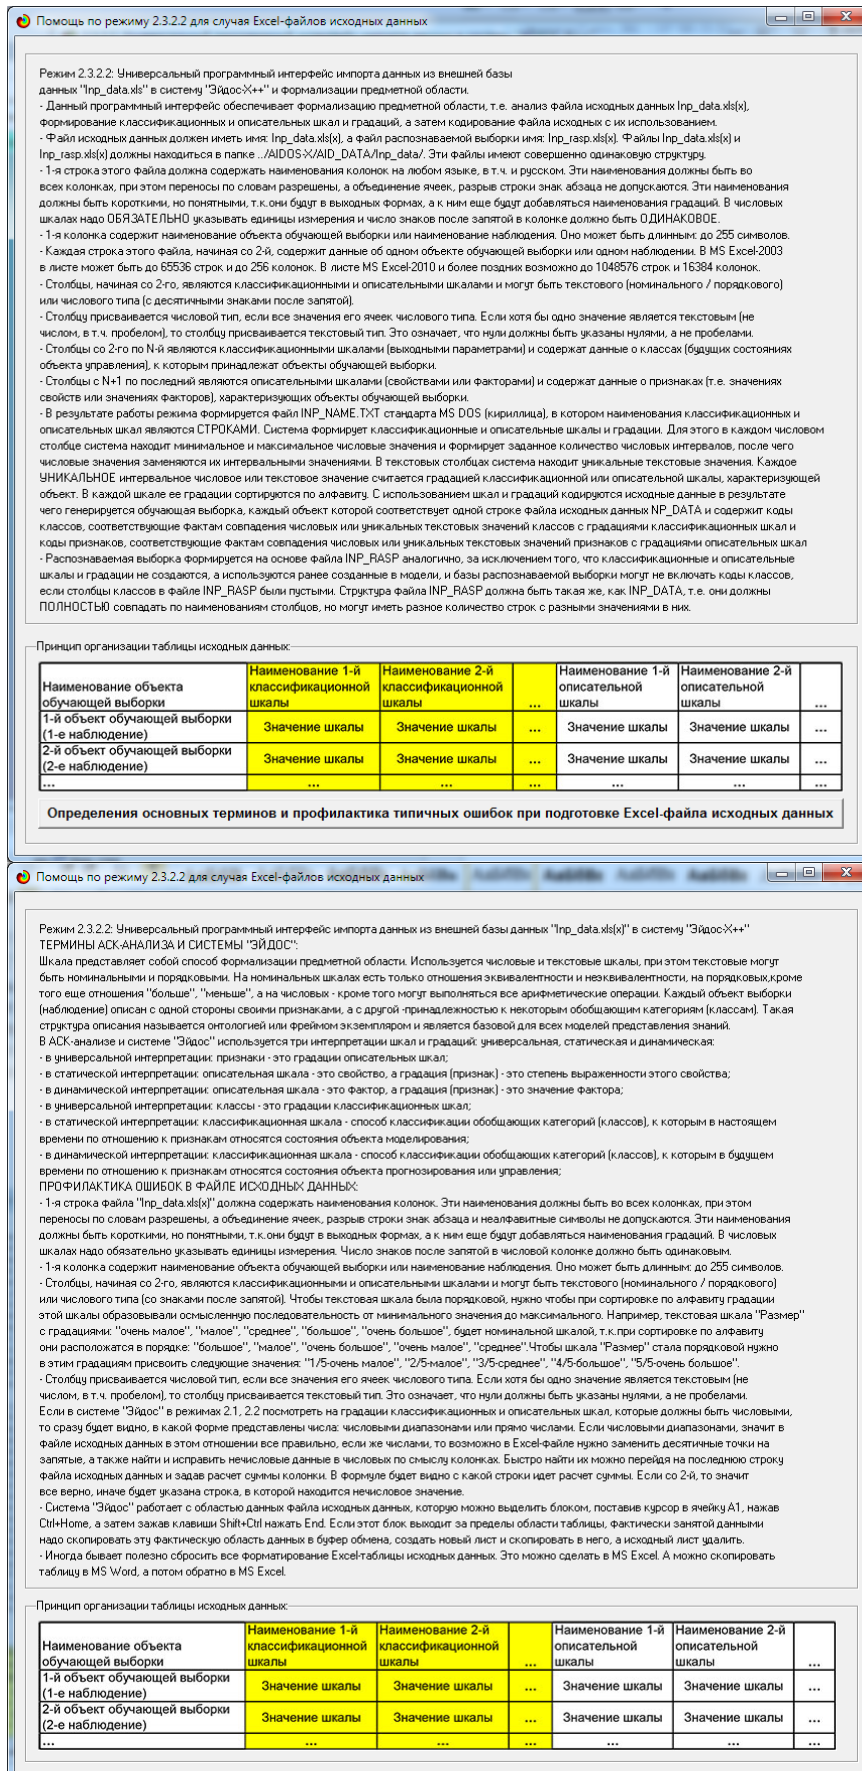 Помощь по режиму 2.3.2.2 для случая Excel-файлов исходных данных
Режим 2.3.2.2: Универсальный программный интерфейс импорта данных из внешней базы
данных "Inp_data.xls" в систему "Эйдос-X++" и формализации предметной области.
- Данный программный интерфейс обеспечивает формализацию предметной области, т.е. анализ файла исходных данных Inp_data.xls(x),
формирование классификационных и описательных шкал и градаций, а затем кодирование файла исходных с их использованием.
- Файл исходных данных должен иметь имя: Inp_data.xls(x), а файл распознаваемой выборки имя: Inp_rasp.xls(x). Файлы Inp_data.xls(x) и
Inp_rasp.xls(x) должны находиться в папке ../AIDOS-X/AID_DATA/Inp_data/. Эти файлы имеют совершенно одинаковую структуру.
- 1-я строка этого файла должна содержать наименования колонок на любом языке, в т.ч. и русском. Эти наименования должны быть во
всех колонках, при этом переносы по словам разрешены, а объединение ячеек, разрыв строки знак абзаца не допускаются. Эти наименования
должны быть короткими, но понятными, т.к.они будут в выходных формах, а к ним еще будут добавляться наименования градаций. В числовых
шкалах надо ОБЯЗАТЕЛЬНО указывать единицы измерения и число знаков после запятой в колонке должно быть ОДИНАКОВОЕ.
- 1-я колонка содержит наименование объекта обучающей выборки или наименование наблюдения. Оно может быть длинным: до 255 символов.
- Каждая строка этого файла, начиная со 2-й, содержит данные об одном объекте обучающей выборки или одном наблюдении. В MS Excel-2003
в листе может быть до 65536 строк и до 256 колонок. В листе MS Excel-2010 и более поздних возможно до 1048576 строк и 16384 колонок.
- Столбцы, начиная со 2-го, являются классификационными и описательными шкалами и могут быть текстового (номинального / порядкового)
или числового типа (с десятичными знаками после запятой).
- Столбцу присваивается числовой тип, если все значения его ячеек числового типа. Если хотя бы одно значение является текстовым (не
числом, в т.ч. пробелом), то столбцу присваивается текстовый тип. Это означает, что нули должны быть указаны нулями, а не пробелами.
- Столбцы со 2-го по N-й являются классификационными шкалами (выходными параметрами) и содержат данные о классах (будущих состояниях
объекта управления), к которым принадлежат объекты обучающей выборки.
- Столбцы с N+1 по последний являются описательными шкалами (свойствами или факторами) и содержат данные о признаках (т.е. значениях
свойств или значениях факторов), характеризующих объекты обучающей выборки.
- В результате работы режима формируется файл INP_NAME.TXT стандарта MS DOS (кириллица), в котором наименования классификационных и
описательных шкал являются СТРОКАМИ. Система формирует классификационные и описательные шкалы и градации. Для этого в каждом числовом
столбце система находит минимальное и максимальное числовые значения и формирует заданное количество числовых интервалов, после чего
числовые значения заменяются их интервальными значениями. В текстовых столбцах система находит уникальные текстовые значения. Каждое
УНИКАЛЬНОЕ интервальное числовое или текстовое значение считается градацией классификационной или описательной шкалы, характеризующей
объект. В каждой шкале ее градации сортируются по алфавиту. С использованием шкал и градаций кодируются исходные данные в результате
чего генерируется обучающая выборка, каждый объект которой соответствует одной строке файла исходных данных NP_DATA и содержит коды
классов, соответствующие фактам совпадения числовых или уникальных текстовых значений классов с градациями классификационных шкал и
коды признаков, соответствующие фактам совпадения числовых или уникальных текстовых значений признаков с градациями описательных шкал
- Распознаваемая выборка формируется на основе файла INP_RASP аналогично, за исключением того, что классификационные и описательные
шкалы и градации не создаются, а используются ранее созданные в модели, и базы распознаваемой выборки могут не включать коды классов,
если столбцы классов в файле INP_RASP были пустыми. Структура файла INP_RASP должна быть такая же, как INP_DATA, т.е. они должны
ПОЛНОСТЬЮ совпадать по наименованиям столбцов, но могут иметь разное количество строк с разными значениями в них.
Принцип организации таблицы исходных данных:
Наименование объекта обучающей выборки Наименование 1-й классификационной шкалы Наименование 2-й классификационной шкалы ... Наименование 1-й описательной шкалы Наименование 2-й описательной шкалы ...
1-й объект обучающей выборки (1-е наблюдение) Значение шкалы Значение шкалы ... Значение шкалы Значение шкалы ...
2-й объект обучающей выборки (2-е наблюдение) Значение шкалы Значение шкалы ... Значение шкалы Значение шкалы ...
... ... ... ... ... ... ...
Определения основных терминов и профилактика типичных ошибок при подготовке Excel-файла исходных данных
Помощь по режиму 2.3.2.2 для случая Excel-файлов исходных данных
Режим 2.3.2.2: Универсальный программный интерфейс импорта данных из внешней базы данных "Inp_data.xls(x)" в систему "Эйдос-X++"
ТЕРМИНЫ АСК-АНАЛИЗА И СИСТЕМЫ "ЭЙДОС":
Шкала представляет собой способ формализации предметной области. Используется числовые и текстовые шкалы, при этом текстовые могут
быть номинальными и порядковыми. На номинальных шкалах есть только отношения эквивалентности и неэквивалентности, на порядковых,кроме
того еще отношения "больше", "меньше", а на числовых - кроме того могут выполняться все арифметические операции. Каждый объект выборки
(наблюдение) описан с одной стороны своими признаками, а с другой -принадлежностью к некоторым обобщающим категориям (классам). Такая
структура описания называется онтологией или фреймом экземпляром и является базовой для всех моделей представления знаний.
В АСК-анализе и системе "Эйдос" используется три интерпретации шкал и градаций: универсальная, статическая и динамическая:
- в универсальной интерпретации: признаки - это градации описательных шкал;
- в статической интерпретации: описательная шкала - это свойство, а градация (признак) - это степень выраженности этого свойства;
- в динамической интерпретации: описательная шкала - это фактор, а градация (признак) - это значение фактора;
- в универсальной интерпретации: классы - это градации классификационных шкал;
- в статической интерпретации: классификационная шкала - способ классификации обобщающих категорий (классов), к которым в настоящем
времени по отношению к признакам относятся состояния объекта моделирования;
- в динамической интерпретации: классификационная шкала - способ классификации обобщающих категорий (классов), к которым в будущем
времени по отношению к признакам относятся состояния объекта прогнозирования или управления;
ПРОФИЛАКТИКА ОШИБОК В ФАЙЛЕ ИСХОДНЫХ ДАННЫХ:
- 1-я строка файла "Inp_data.xls(x)" должна содержать наименования колонок. Эти наименования должны быть во всех колонках, при этом
переносы по словам разрешены, а объединение ячеек, разрыв строки знак абзаца и неалфавитные символы не допускаются. Эти наименования
должны быть короткими, но понятными, т.к.они будут в выходных формах, а к ним еще будут добавляться наименования градаций. В числовых
шкалах надо обязательно указывать единицы измерения. Число знаков после запятой в числовой колонке должно быть одинаковым.
- 1-я колонка содержит наименование объекта обучающей выборки или наименование наблюдения. Оно может быть длинным: до 255 символов.
- Столбцы, начиная со 2-го, являются классификационными и описательными шкалами и могут быть текстового (номинального / порядкового)
или числового типа (со знаками после запятой). Чтобы текстовая шкала была порядковой, нужно чтобы при сортировке по алфавиту градации
этой шкалы образовывали осмысленную последовательность от минимального значения до максимального. Например, текстовая шкала "Размер"
с градациями: "очень малое", "малое", "среднее", "большое", "очень большое", будет номинальной шкалой, т.к.при сортировке по алфавиту
они расположатся в порядке: "большое", "малое", "очень большое", "очень малое", "среднее".Чтобы шкала "Размер" стала порядковой нужно
в этим градациям присвоить следующие значения: "1/5-очень малое", "2/5-малое", "3/5-среднее", "4/5-большое", "5/5-очень большое".
- Столбцу присваивается числовой тип, если все значения его ячеек числового типа. Если хотя бы одно значение является текстовым (не
числом, в т.ч. пробелом), то столбцу присваивается текстовый тип. Это означает, что нули должны быть указаны нулями, а не пробелами.
Если в системе "Эйдос" в режимах 2.1, 2.2 посмотреть на градации классификационных и описательных шкал, которые должны быть числовыми,
то сразу будет видно, в какой форме представлены числа: числовыми диапазонами или прямо числами. Если числовыми диапазонами, значит в
файле исходных данных в этом отношении все правильно, если же числами, то возможно в Excel-файле нужно заменить десятичные точки на
запятые, а также найти и исправить нечисловые данные в числовых по смыслу колонках. Быстро найти их можно перейдя на последнюю строку
файла исходных данных и задав расчет суммы колонки. В формуле будет видно с какой строки идет расчет суммы. Если со 2-й, то значит
все верно, иначе будет указана строка, в которой находится нечисловое значение.
- Система "Эйдос" работает с областью данных файла исходных данных, которую можно выделить блоком, поставив курсор в ячейку A1, нажав
Ctrl+Home, а затем зажав клавиши Shift+Ctrl нажать End. Если этот блок выходит за пределы области таблицы, фактически занятой данными
надо скопировать эту фактическую область данных в буфер обмена, создать новый лист и скопировать в него, а исходный лист удалить.
- Иногда бывает полезно сбросить все форматирование Excel-таблицы исходных данных. Это можно сделать в MS Excel. А можно скопировать
таблицу в MS Word, а потом обратно в MS Excel.
Принцип организации таблицы исходных данных:
Наименование объекта обучающей выборки Наименование 1-й классификационной шкалы Наименование 2-й классификационной шкалы ... Наименование 1-й описательной шкалы Наименование 2-й описательной шкалы ...
1-й объект обучающей выборки (1-е наблюдение) Значение шкалы Значение шкалы ... Значение шкалы Значение шкалы ...
2-й объект обучающей выборки (2-е наблюдение) Значение шкалы Значение шкалы ... Значение шкалы Значение шкалы ...
... ... ... ... ... ... ...